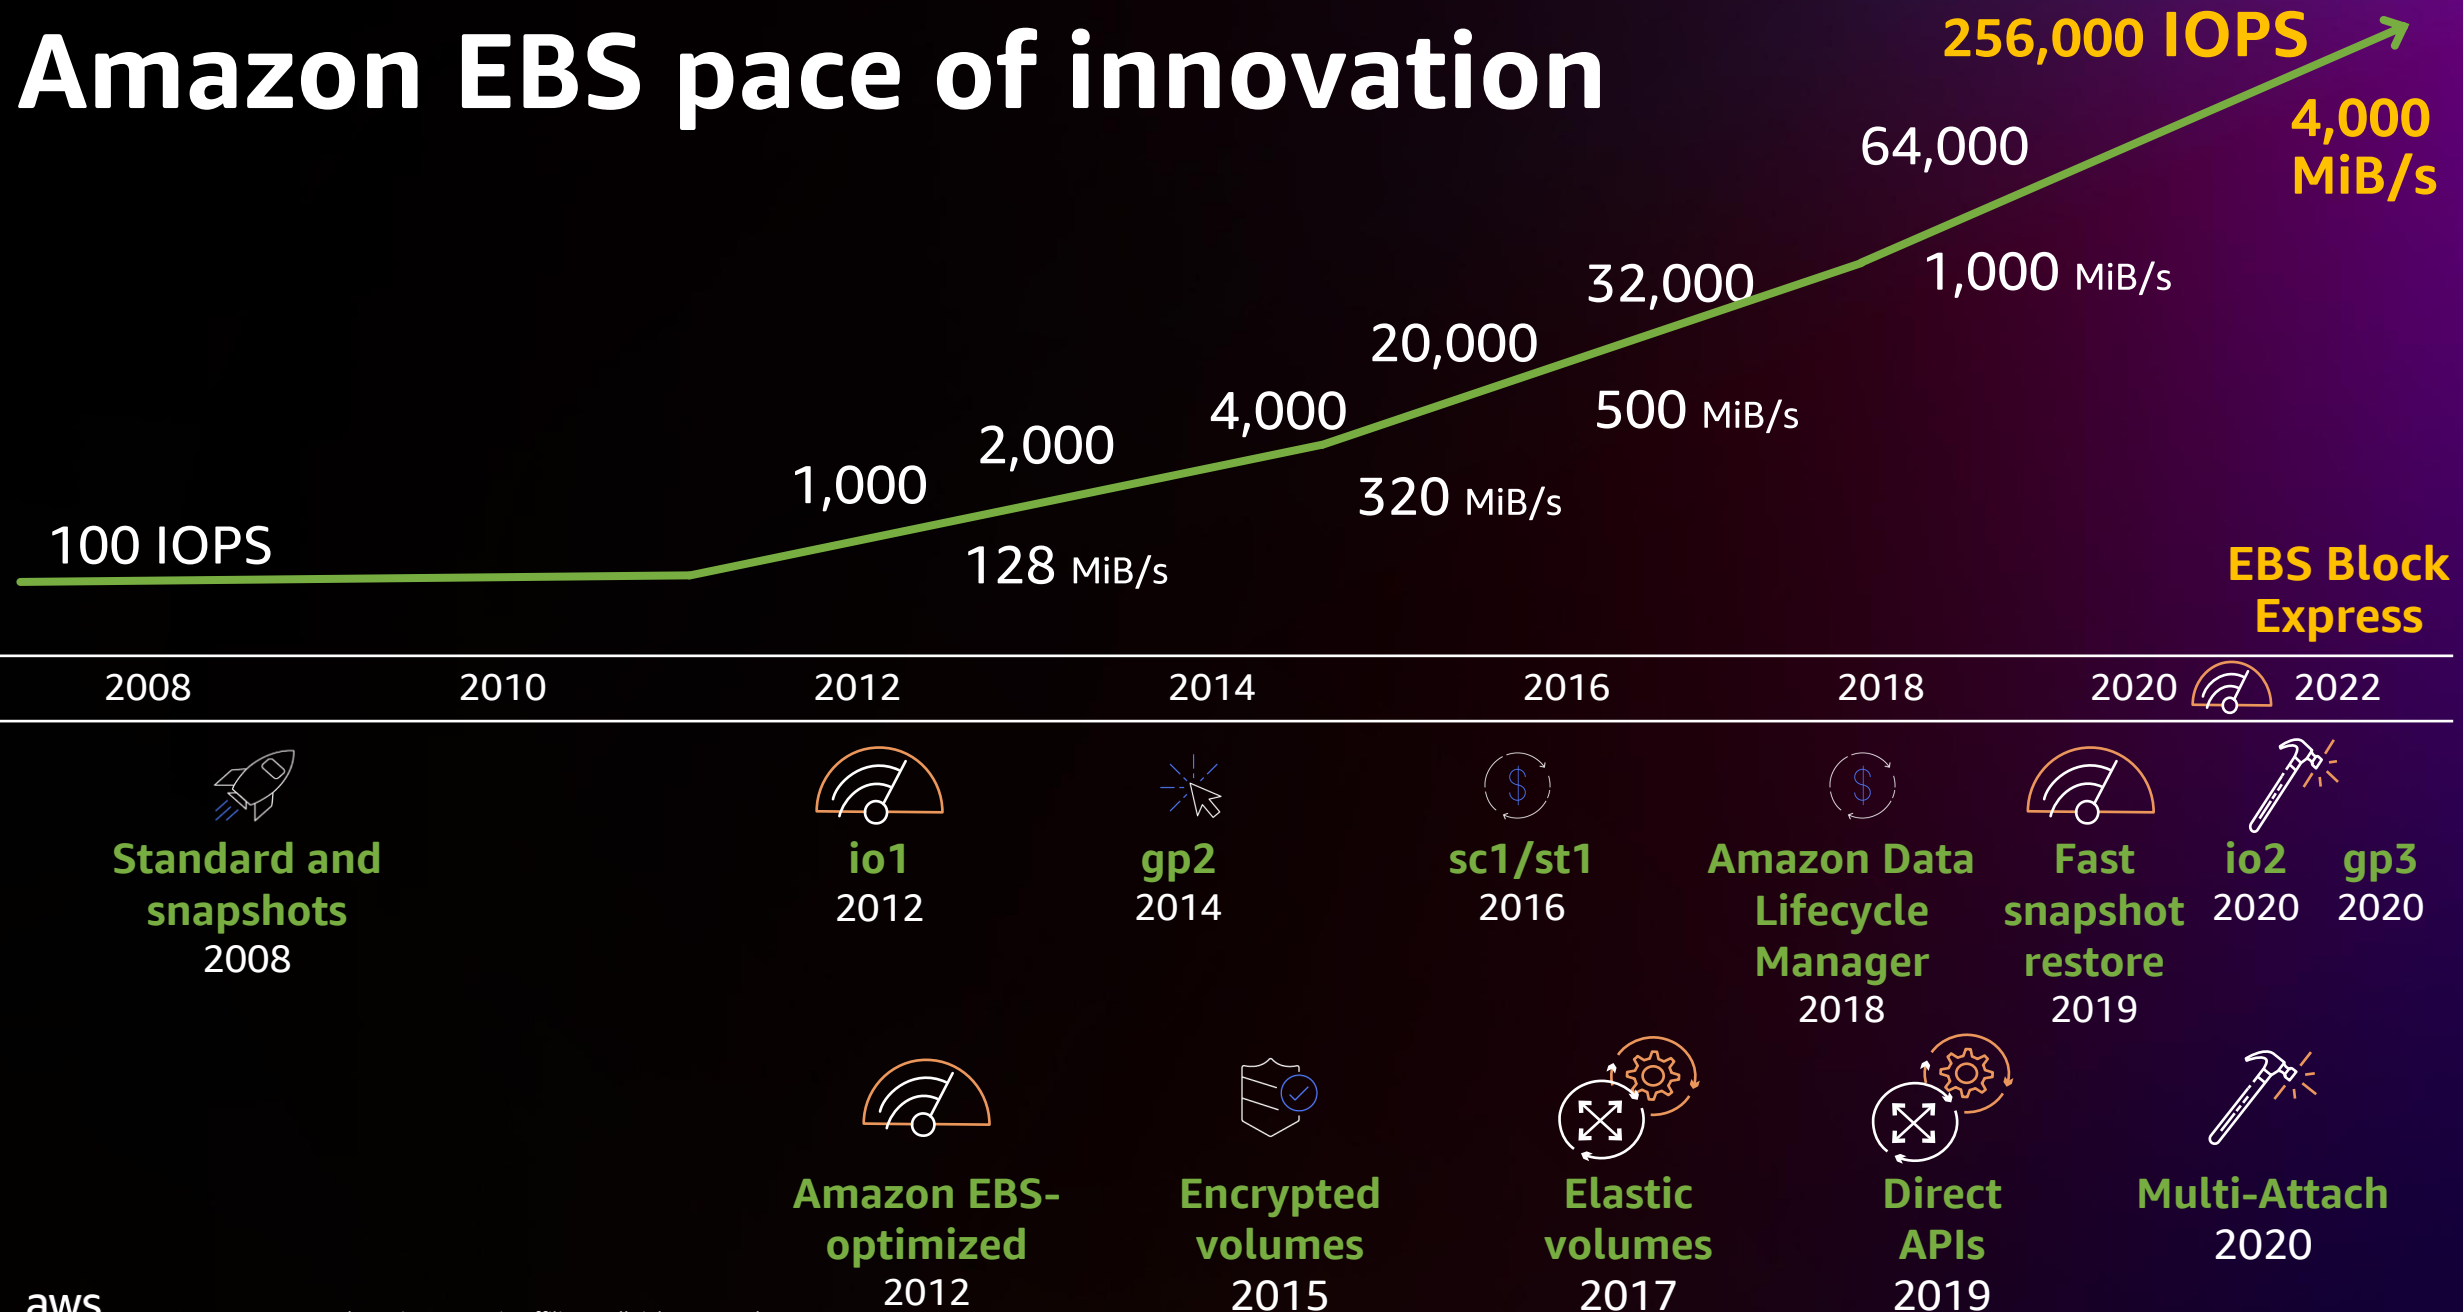 Amazon EBS pace of innovation
256,000 IOPS
4,000
MiB/s
64,000
1,000 MiB/s
32,000
20,000
500 MiB/s
4,000
2,000
320 MiB/s
1,000
128 MiB/s
100 IOPS
EBS Block
Express
2008 2010 2012 2014 2016 2018 2020 2022
Standard and
snapshots
2008
io1
2012
gp2
2014
sc1/st1
2016
Amazon Data
Lifecycle
Manager
2018
Fast
snapshot
restore
2019
io2
2020
gp3
2020
Amazon EBS-
optimized
2012
Encrypted
volumes
2015
Elastic
volumes
2017
Direct
APIs
2019
Multi-Attach
2020
aws